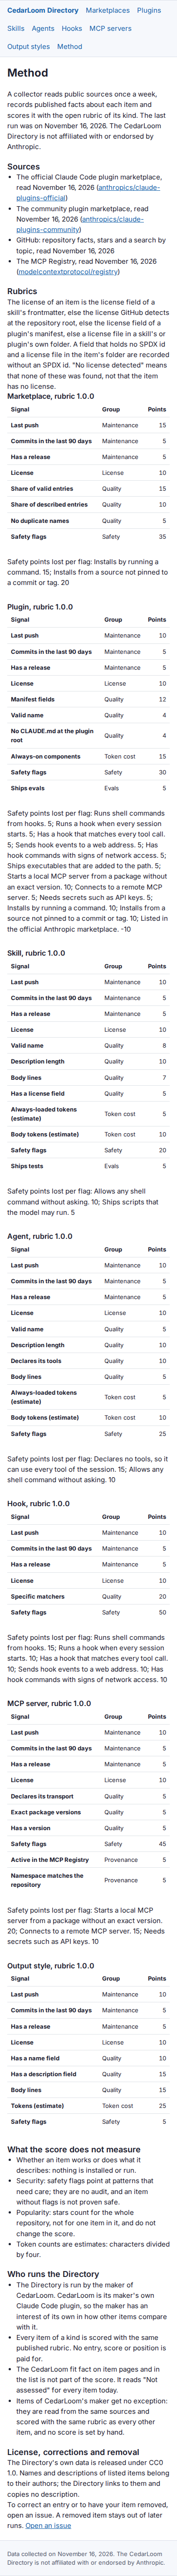 CedarLoom Directory Marketplaces Plugins
Skills Agents Hooks MCP servers
Output styles Method
Method
A collector reads public sources once a week,
records published facts about each item and
scores it with the open rubric of its kind. The last
run was on November 16, 2026. The CedarLoom
Directory is not affiliated with or endorsed by
Anthropic.
Sources
The official Claude Code plugin marketplace,
read November 16, 2026 (anthropics/claude-
plugins-official)
The community plugin marketplace, read
November 16, 2026 (anthropics/claude-
plugins-community)
GitHub: repository facts, stars and a search by
topic, read November 16, 2026
The MCP Registry, read November 16, 2026
(modelcontextprotocol/registry)
Rubrics
The license of an item is the license field of a
skill's frontmatter, else the license GitHub detects
at the repository root, else the license field of a
plugin's manifest, else a license file in a skill's or
plugin's own folder. A field that holds no SPDX id
and a license file in the item's folder are recorded
without an SPDX id. "No license detected" means
that none of these was found, not that the item
has no license.
Marketplace, rubric 1.0.0
Signal Group Points
Last push Maintenance 15
Commits in the last 90 days Maintenance 5
Has a release Maintenance 5
License License 10
Share of valid entries Quality 15
Share of described entries Quality 10
No duplicate names Quality 5
Safety flags Safety 35
Safety points lost per flag: Installs by running a
command. 15; Installs from a source not pinned to
a commit or tag. 20
Plugin, rubric 1.0.0
Signal Group Points
Last push Maintenance 10
Commits in the last 90 days Maintenance 5
Has a release Maintenance 5
License License 10
Manifest fields Quality 12
Valid name Quality 4
No CLAUDE.md at the plugin
root Quality 4
Always-on components Token cost 15
Safety flags Safety 30
Ships evals Evals 5
Safety points lost per flag: Runs shell commands
from hooks. 5; Runs a hook when every session
starts. 5; Has a hook that matches every tool call.
5; Sends hook events to a web address. 5; Has
hook commands with signs of network access. 5;
Ships executables that are added to the path. 5;
Starts a local MCP server from a package without
an exact version. 10; Connects to a remote MCP
server. 5; Needs secrets such as API keys. 5;
Installs by running a command. 10; Installs from a
source not pinned to a commit or tag. 10; Listed in
the official Anthropic marketplace. -10
Skill, rubric 1.0.0
Signal Group Points
Last push Maintenance 10
Commits in the last 90 days Maintenance 5
Has a release Maintenance 5
License License 10
Valid name Quality 8
Description length Quality 10
Body lines Quality 7
Has a license field Quality 5
Always-loaded tokens
(estimate) Token cost 5
Body tokens (estimate) Token cost 10
Safety flags Safety 20
Ships tests Evals 5
Safety points lost per flag: Allows any shell
command without asking. 10; Ships scripts that
the model may run. 5
Agent, rubric 1.0.0
Signal Group Points
Last push Maintenance 10
Commits in the last 90 days Maintenance 5
Has a release Maintenance 5
License License 10
Valid name Quality 5
Description length Quality 10
Declares its tools Quality 10
Body lines Quality 5
Always-loaded tokens
(estimate) Token cost 5
Body tokens (estimate) Token cost 10
Safety flags Safety 25
Safety points lost per flag: Declares no tools, so it
can use every tool of the session. 15; Allows any
shell command without asking. 10
Hook, rubric 1.0.0
Signal Group Points
Last push Maintenance 10
Commits in the last 90 days Maintenance 5
Has a release Maintenance 5
License License 10
Specific matchers Quality 20
Safety flags Safety 50
Safety points lost per flag: Runs shell commands
from hooks. 15; Runs a hook when every session
starts. 10; Has a hook that matches every tool call.
10; Sends hook events to a web address. 10; Has
hook commands with signs of network access. 10
MCP server, rubric 1.0.0
Signal Group Points
Last push Maintenance 10
Commits in the last 90 days Maintenance 5
Has a release Maintenance 5
License License 10
Declares its transport Quality 5
Exact package versions Quality 5
Has a version Quality 5
Safety flags Safety 45
Active in the MCP Registry Provenance 5
Namespace matches the
repository Provenance 5
Safety points lost per flag: Starts a local MCP
server from a package without an exact version.
20; Connects to a remote MCP server. 15; Needs
secrets such as API keys. 10
Output style, rubric 1.0.0
Signal Group Points
Last push Maintenance 10
Commits in the last 90 days Maintenance 5
Has a release Maintenance 5
License License 10
Has a name field Quality 10
Has a description field Quality 15
Body lines Quality 15
Tokens (estimate) Token cost 25
Safety flags Safety 5
What the score does not measure
Whether an item works or does what it
describes: nothing is installed or run.
Security: safety flags point at patterns that
need care; they are no audit, and an item
without flags is not proven safe.
Popularity: stars count for the whole
repository, not for one item in it, and do not
change the score.
Token counts are estimates: characters divided
by four.
Who runs the Directory
The Directory is run by the maker of
CedarLoom. CedarLoom is its maker's own
Claude Code plugin, so the maker has an
interest of its own in how other items compare
with it.
Every item of a kind is scored with the same
published rubric. No entry, score or position is
paid for.
The CedarLoom fit fact on item pages and in
the list is not part of the score. It reads "Not
assessed" for every item today.
Items of CedarLoom's maker get no exception:
they are read from the same sources and
scored with the same rubric as every other
item, and no score is set by hand.
License, corrections and removal
The Directory's own data is released under CC0
1.0. Names and descriptions of listed items belong
to their authors; the Directory links to them and
copies no description.
To correct an entry or to have your item removed,
open an issue. A removed item stays out of later
runs. Open an issue
Data collected on November 16, 2026. The CedarLoom
Directory is not affiliated with or endorsed by Anthropic.